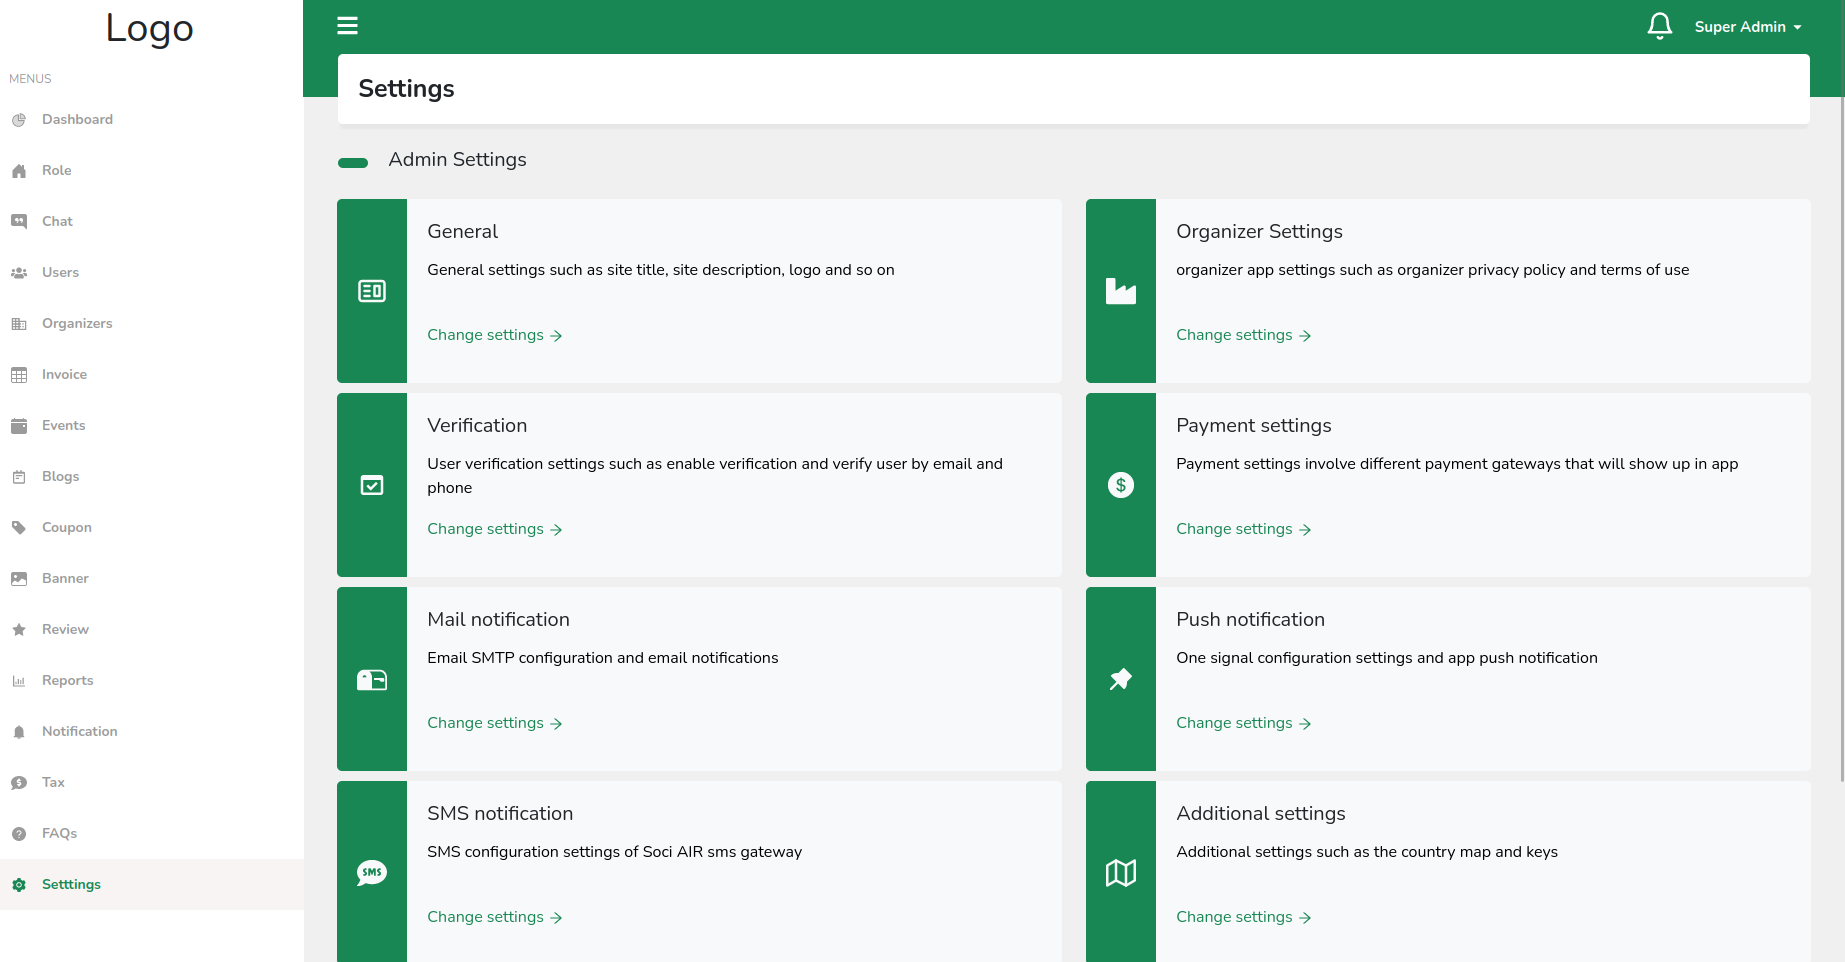 Logo
MENUS
Dashboard
Role
Chat
Users
Organizers
Invoice
Events
Blogs
Coupon
Banner
Review
Reports
Notification
Tax
FAQs
Setttings
Super Admin
Settings
Admin Settings
General
General settings such as site title, site description, logo and so on
Change settings
Organizer Settings
organizer app settings such as organizer privacy policy and terms of use
Change settings
Verification
User verification settings such as enable verification and verify user by email and
phone
Change settings
Payment settings
Payment settings involve different payment gateways that will show up in app
Change settings
Mail notification
Email SMTP configuration and email notifications
Change settings
Push notification
One signal configuration settings and app push notification
Change settings
SMS
SMS notification
SMS configuration settings of Soci AIR sms gateway
Change settings
Additional settings
Additional settings such as the country map and keys
Change settings